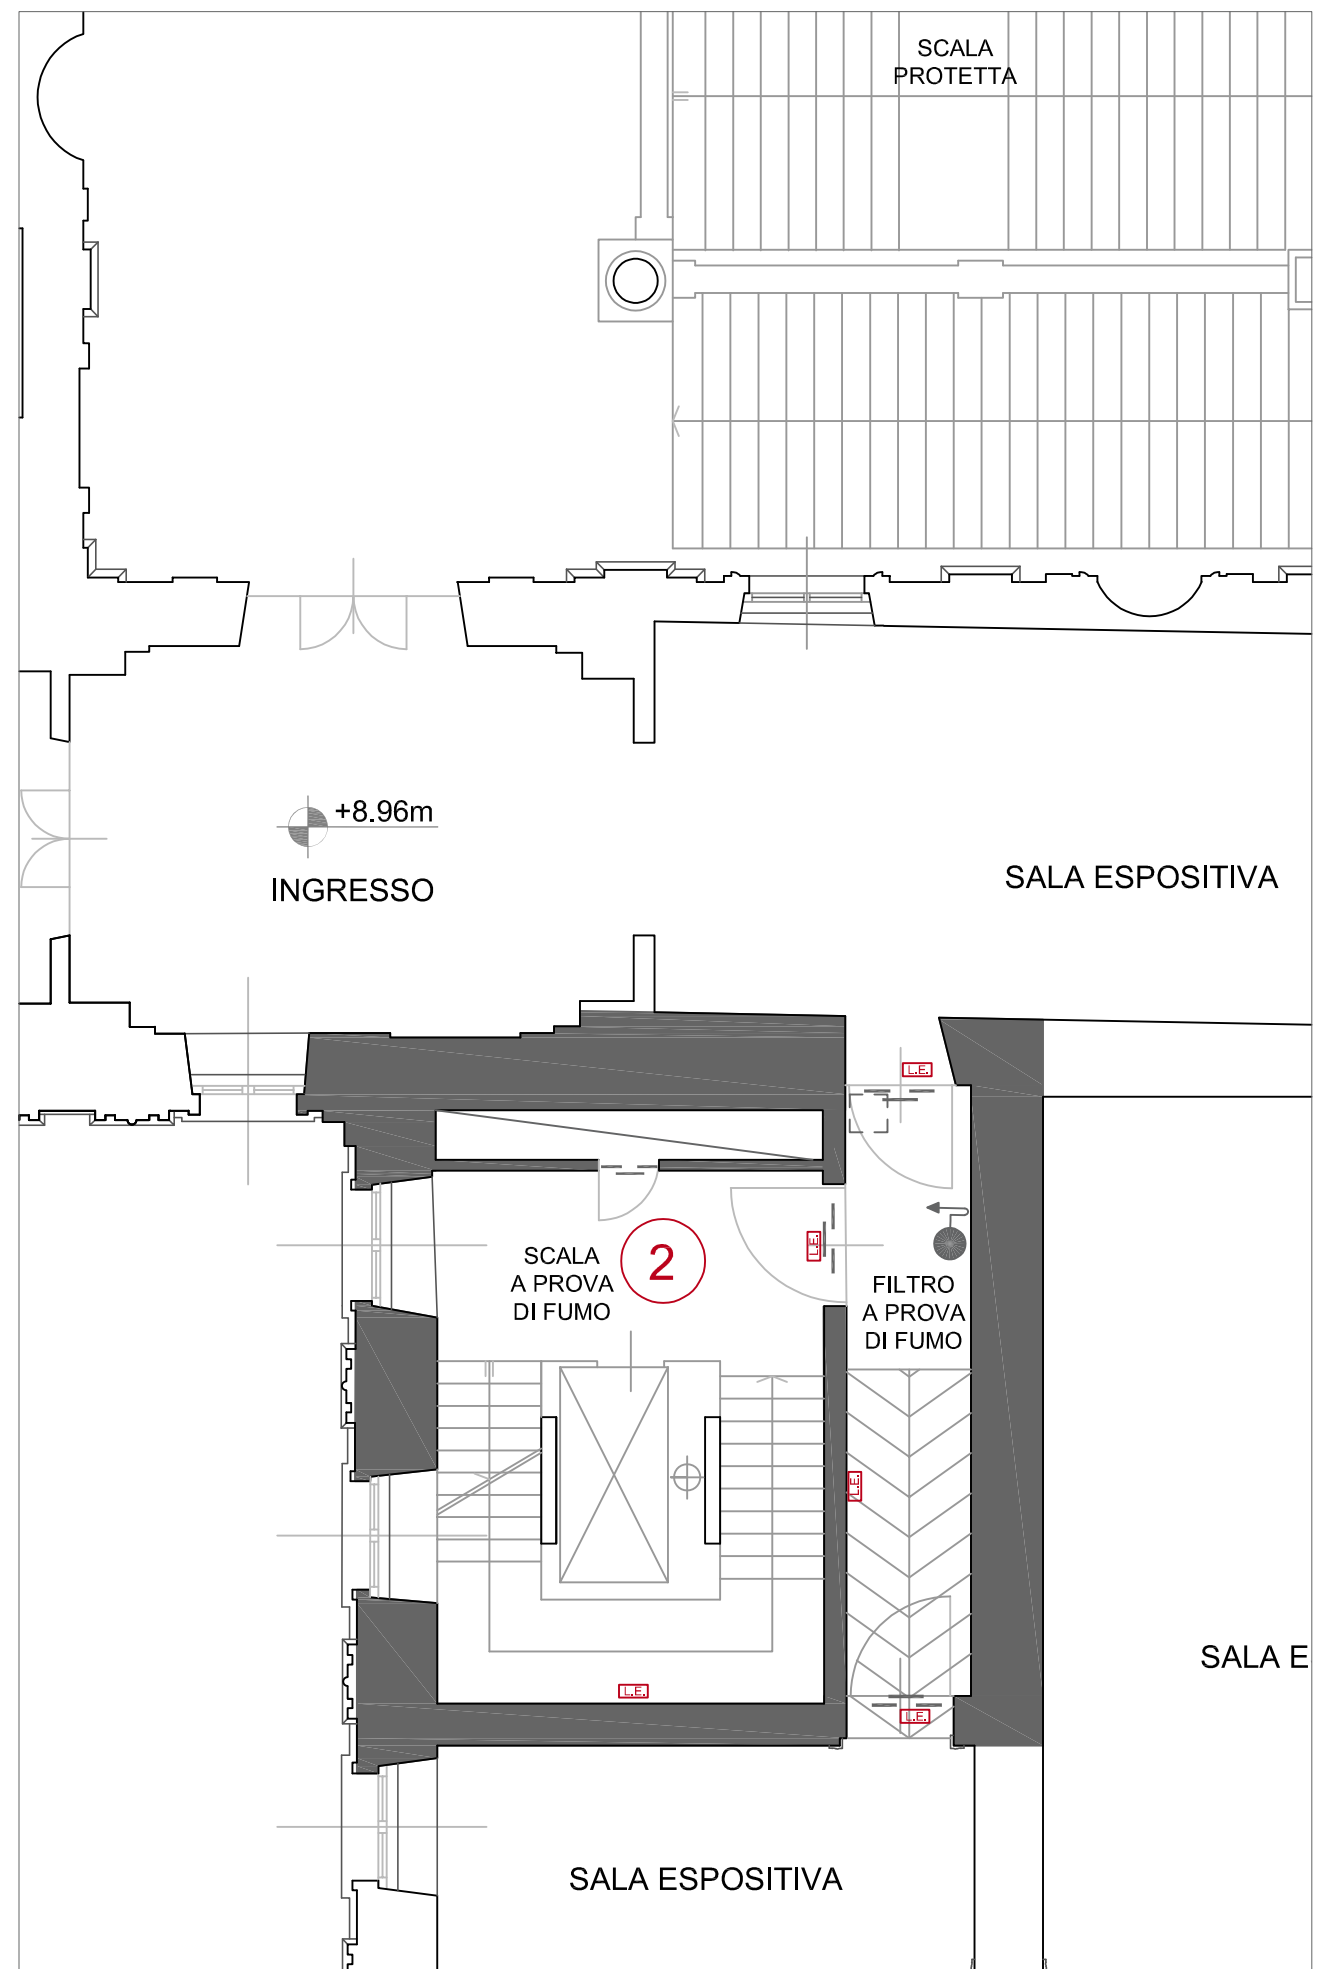 SCALA
PROTETTA
+8.96m
INGRESSO
SALA ESPOSITIVA
L.E.
SCALA
A PROVA
DI FUMO
2
L.E.
FILTRO
A PROVA
DI FUMO
L.E.
SALA E
L.E.
L.E.
SALA ESPOSITIVA